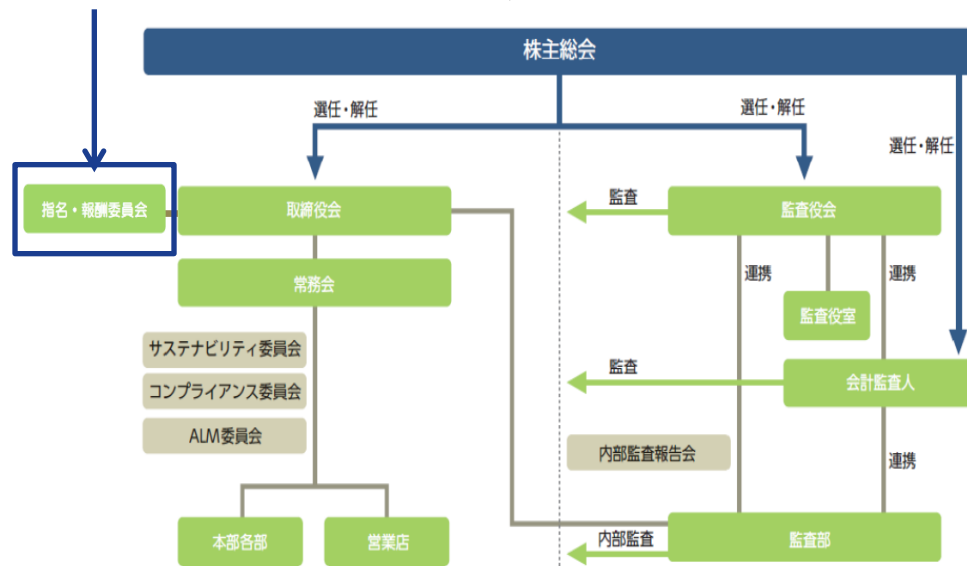 株主総会
選任・解任
選任・解任
選任・解任
指名・報酬委員会
取締役会
監査
監査役会
常務会
連携
連携
監査役室
サステナビリティ委員会
コンプライアンス委員会
ALM委員会
監査
会計監査人
内部監査報告会
連携
本部各部
営業店
内部監査
監査部